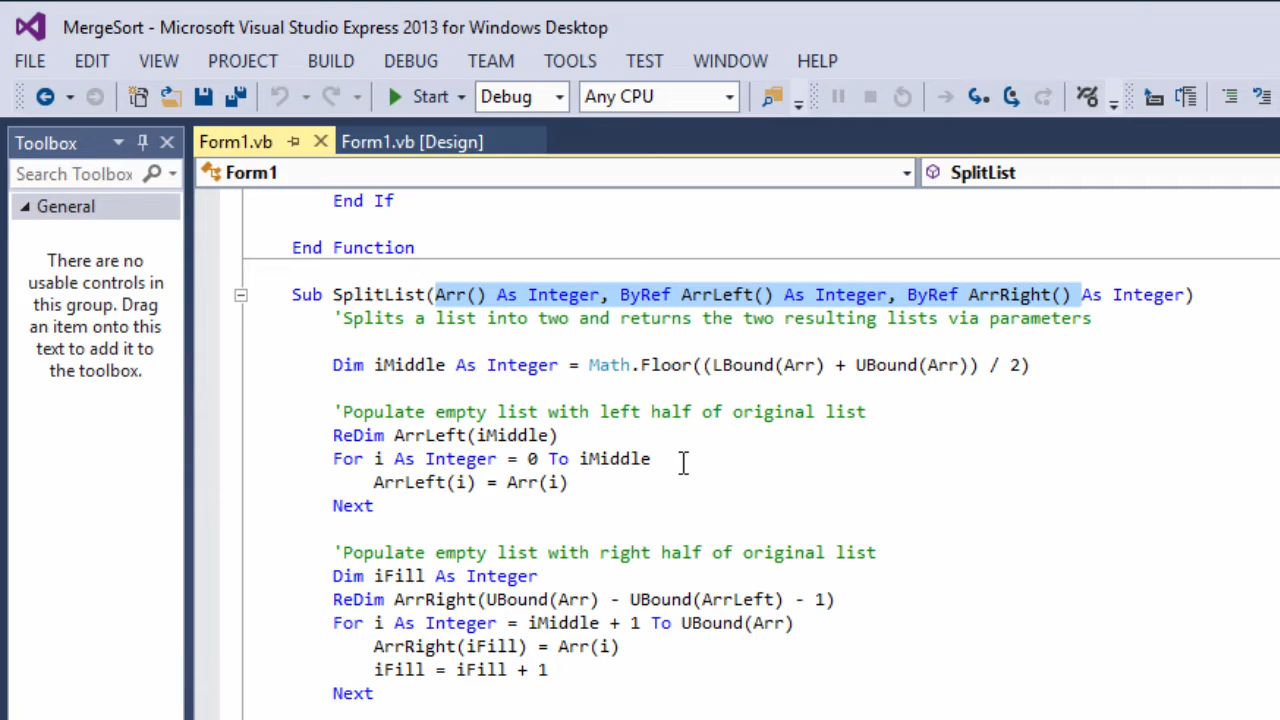 MergeSort - Microsoft Visual Studio Express 2013 for Windows Desktop
FILE EDIT VIEW PROJECT BUILD DEBUG TEAM TOOLS TEST WINDOW HELP
Start Debug Any CPU
Toolbox
Form1.vb Form1.vb [Design]
Search Toolbox
Form1 SplitList
General
There are no
usable controls in
this group. Drag
an item onto this
text to add it to
the toolbox.
End If
End Function
Sub SplitList(Arr() As Integer, ByRef ArrLeft() As Integer, ByRef ArrRight() As Integer)
'Splits a list into two and returns the two resulting lists via parameters
Dim iMiddle As Integer = Math.Floor((LBound(Arr) + UBound(Arr)) / 2)
'Populate empty list with left half of original list
ReDim ArrLeft(iMiddle)
For i As Integer = 0 To iMiddle
ArrLeft(i) = Arr(i)
Next
'Populate empty list with right half of original list
Dim iFill As Integer
ReDim ArrRight(UBound(Arr) - UBound(ArrLeft) - 1)
For i As Integer = iMiddle + 1 To UBound(Arr)
ArrRight(iFill) = Arr(i)
iFill = iFill + 1
Next